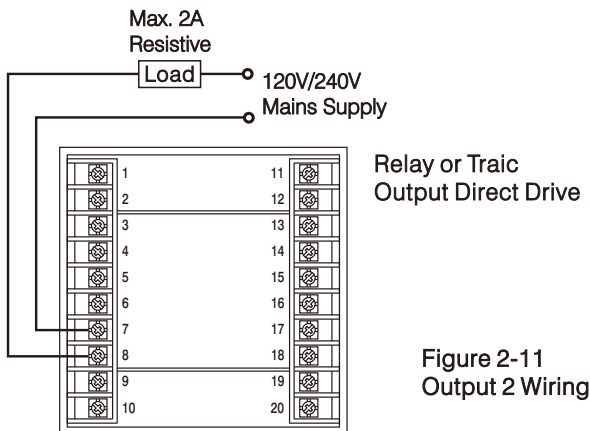 Max. 2A
Resistive
Load
120V/240V
Mains Supply
Relay or Traic
Output Direct Drive
1 11
2 12
3 13
4 14
5 15
6 16
7 17
8 18
9 19
10 20
Figure 2-11
Output 2 Wiring